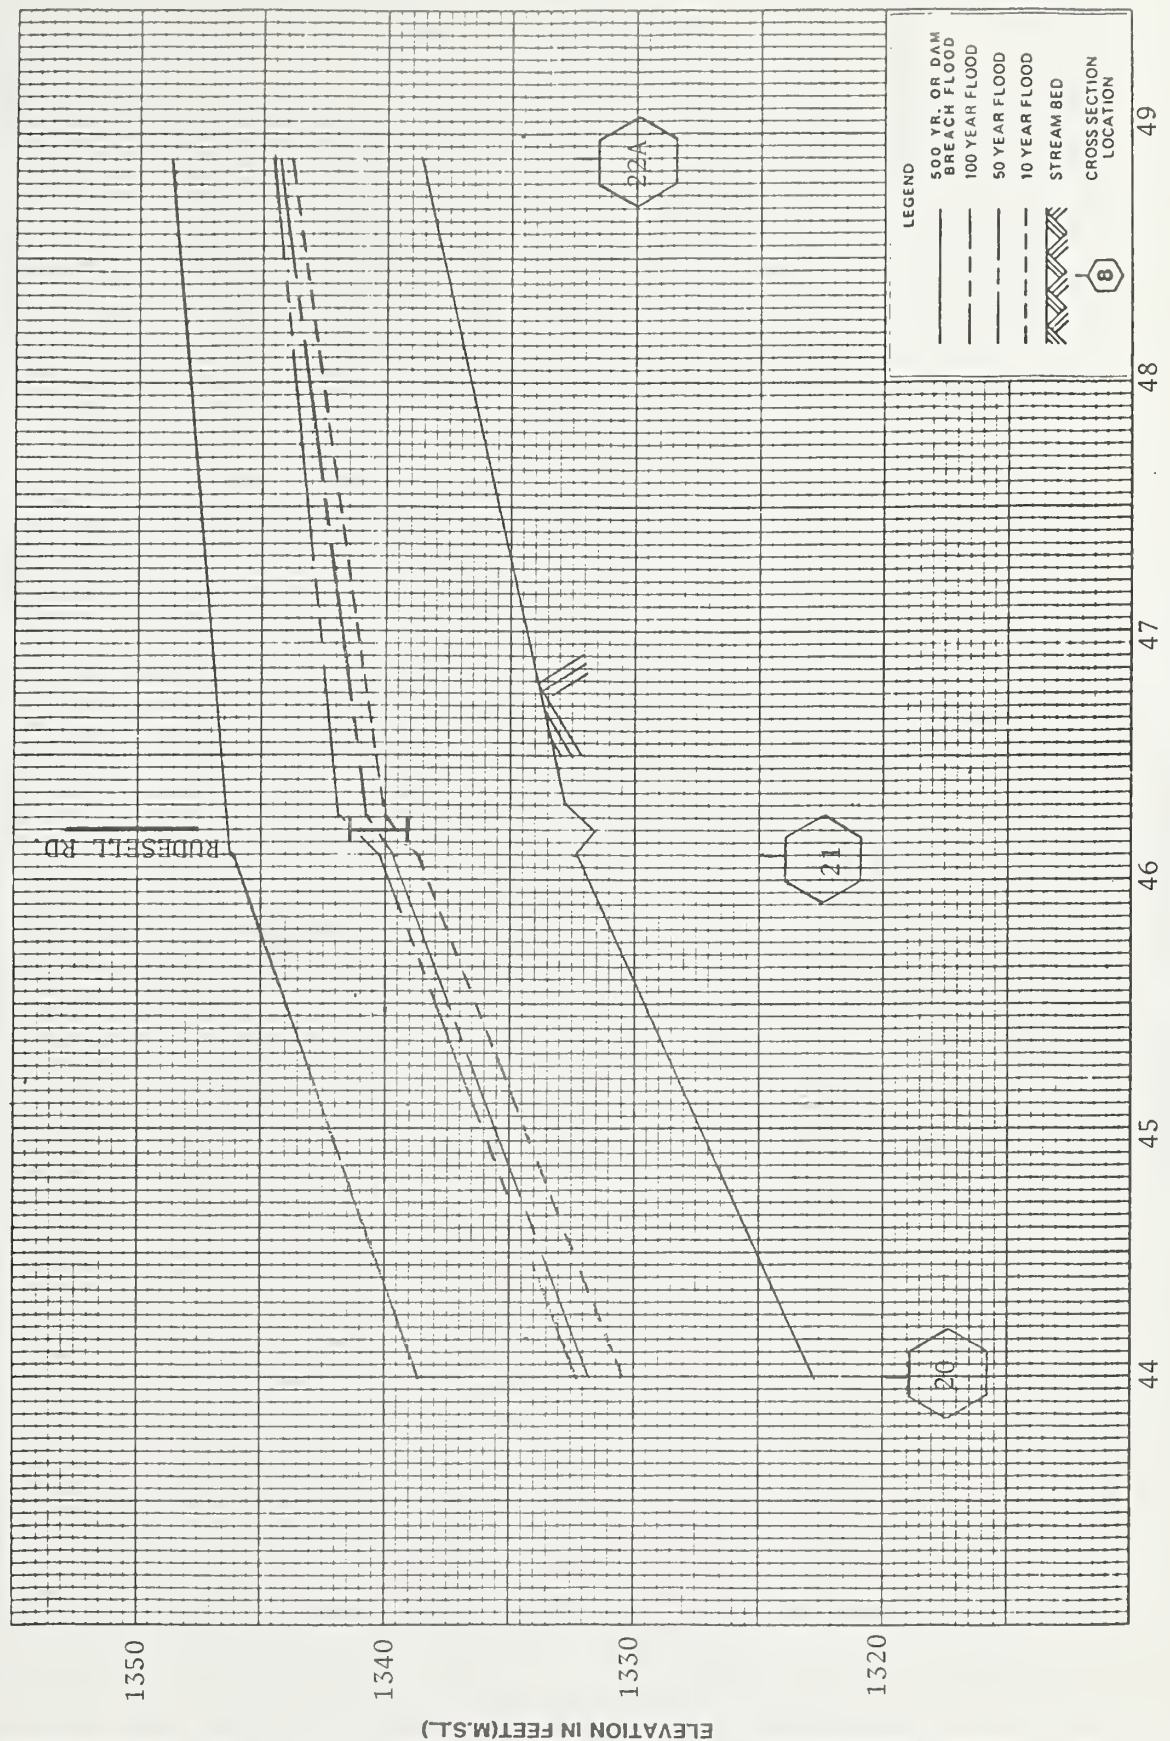 ELEVATION IN FEET(M.S.L.)
1350
1340
1330
1320
44
45
46
47
48
49
RUDESELL RD.
20
21
22A
LEGEND
500 YR. OR DAM
BREACH FLOOD
100 YEAR FLOOD
50 YEAR FLOOD
10 YEAR FLOOD
STREAM BED
8
CROSS SECTION
LOCATION